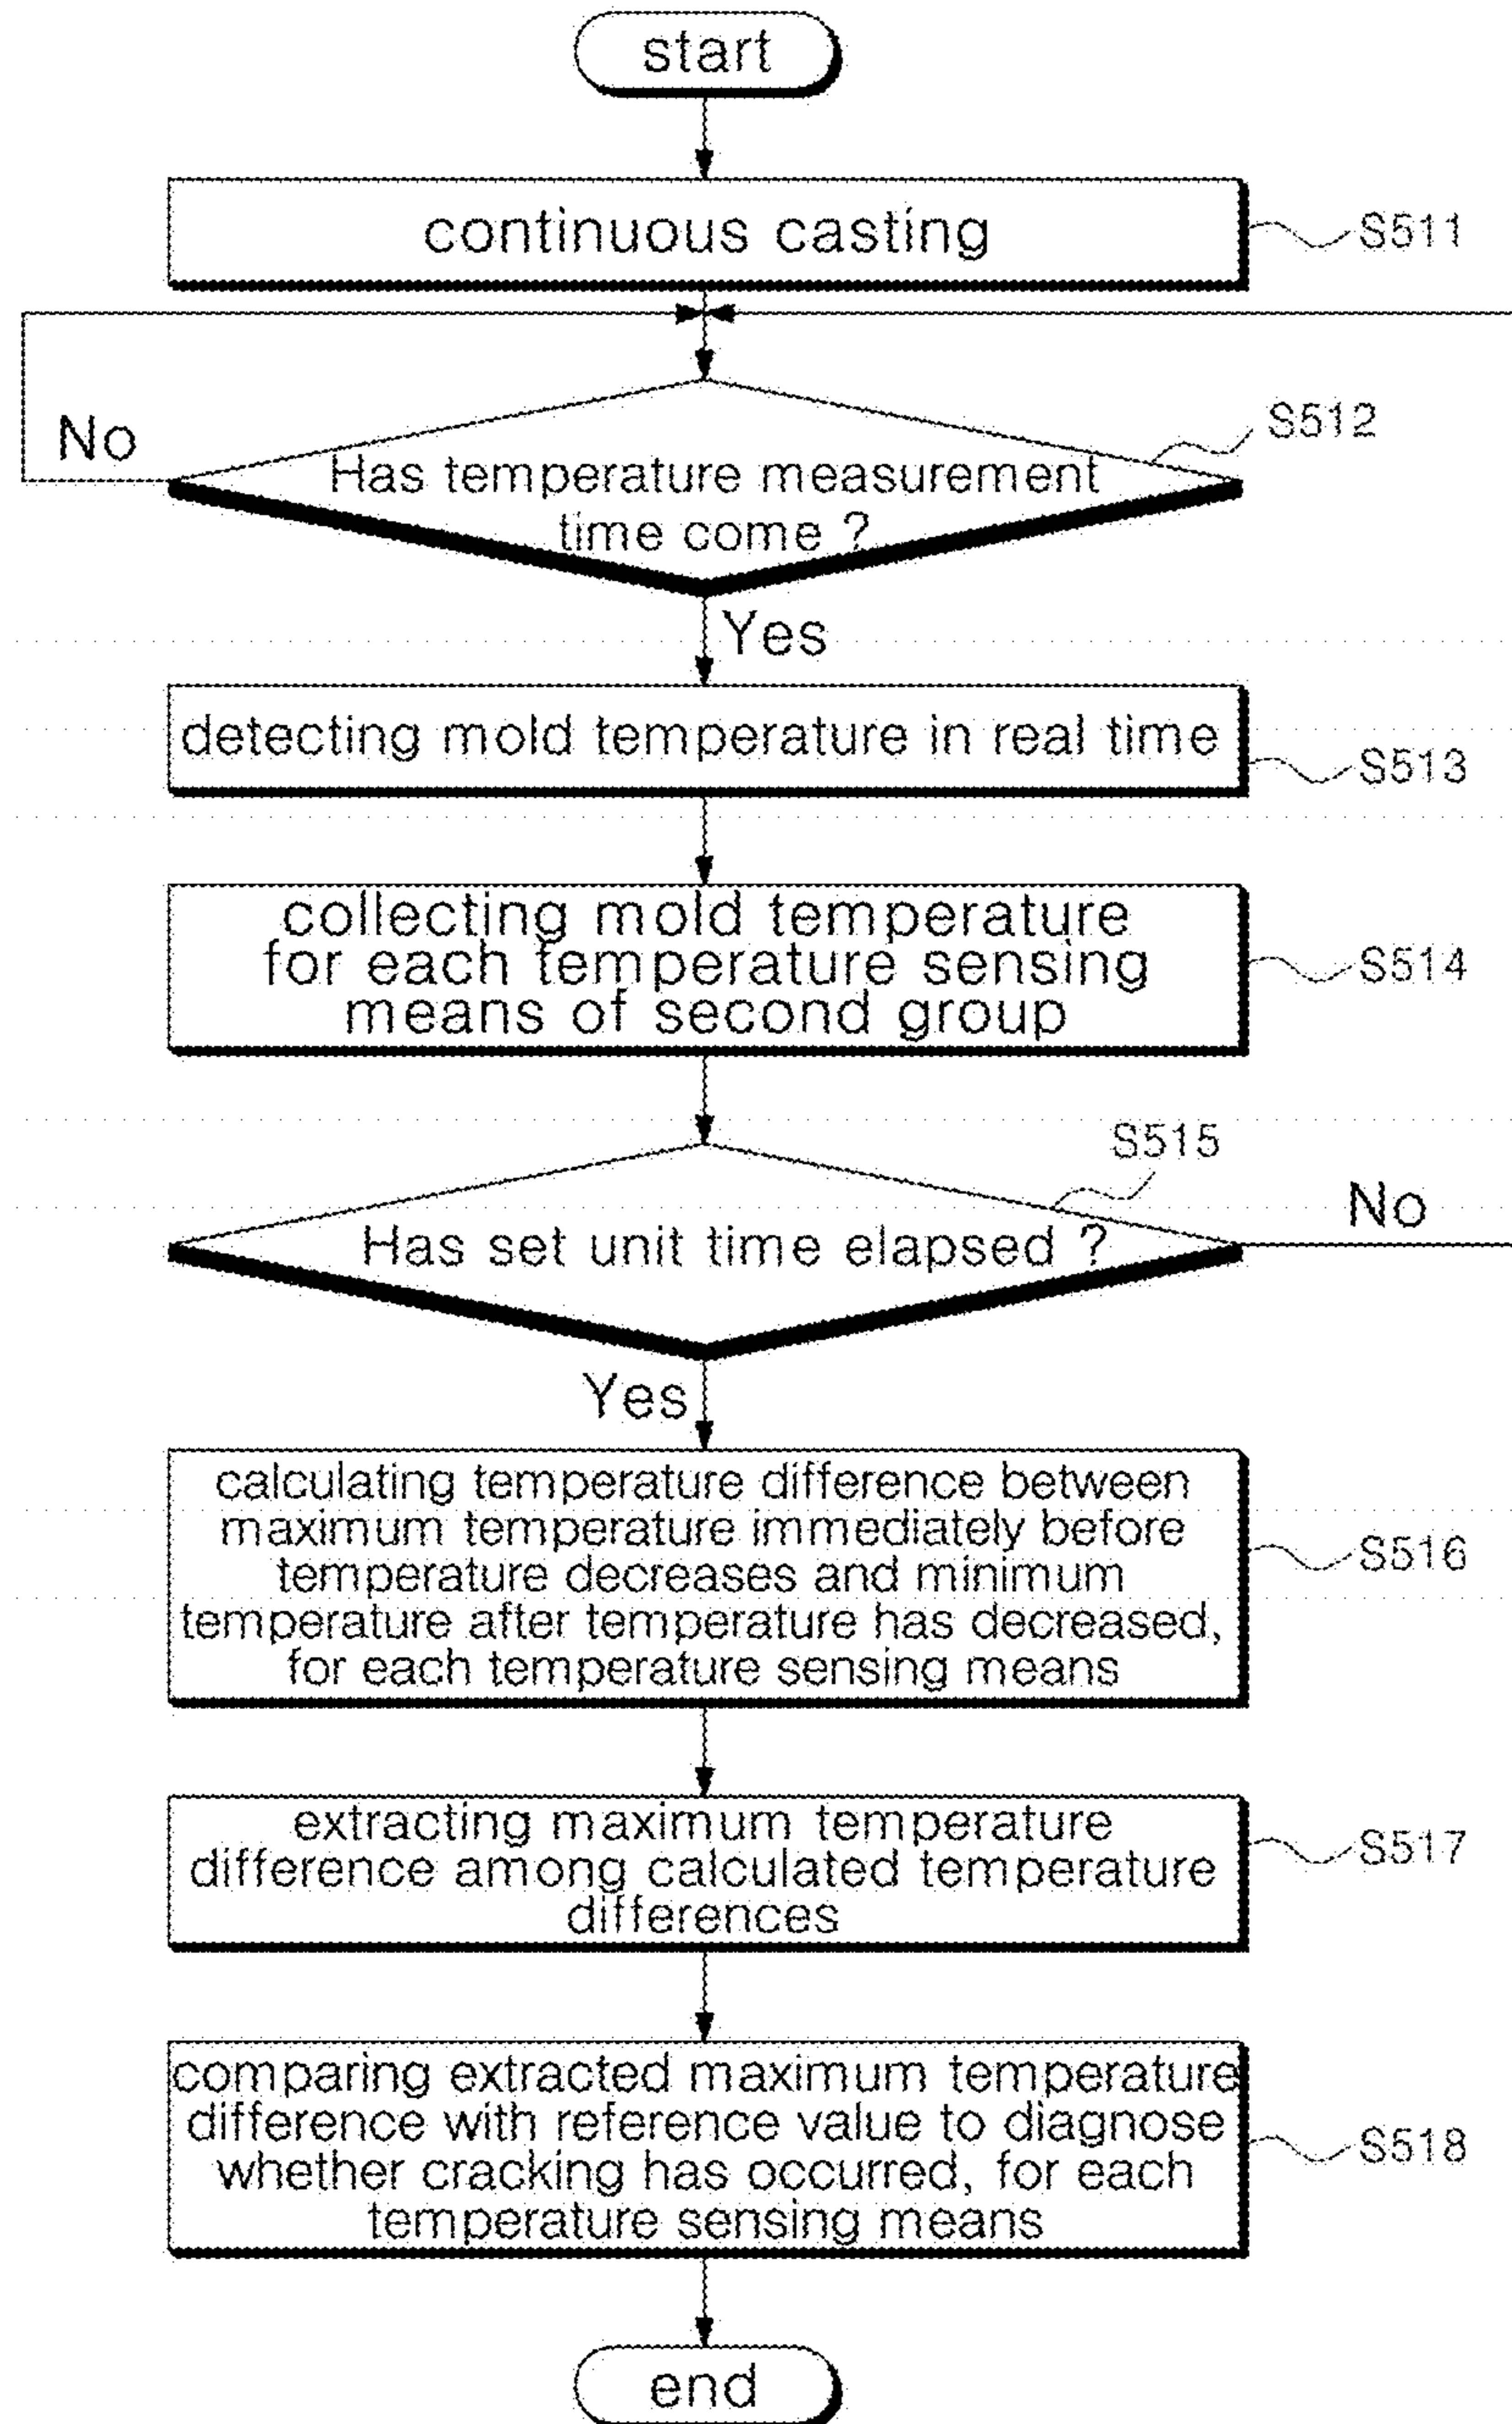 start
continuous casting
S511
No
S512
Has temperature measurement
time come ?
Yes
detecting mold temperature in real time
S513
collecting mold temperature
for each temperature sensing
means of second group
S514
S515
No
Has set unit time elapsed ?
Yes
calculating temperature difference between
maximum temperature immediately before
temperature decreases and minimum
temperature after temperature has decreased,
for each temperature sensing means
S516
extracting maximum temperature
difference among calculated temperature
differences
S517
comparing extracted maximum temperature
difference with reference value to diagnose
whether cracking has occurred, for each
temperature sensing means
S518
end